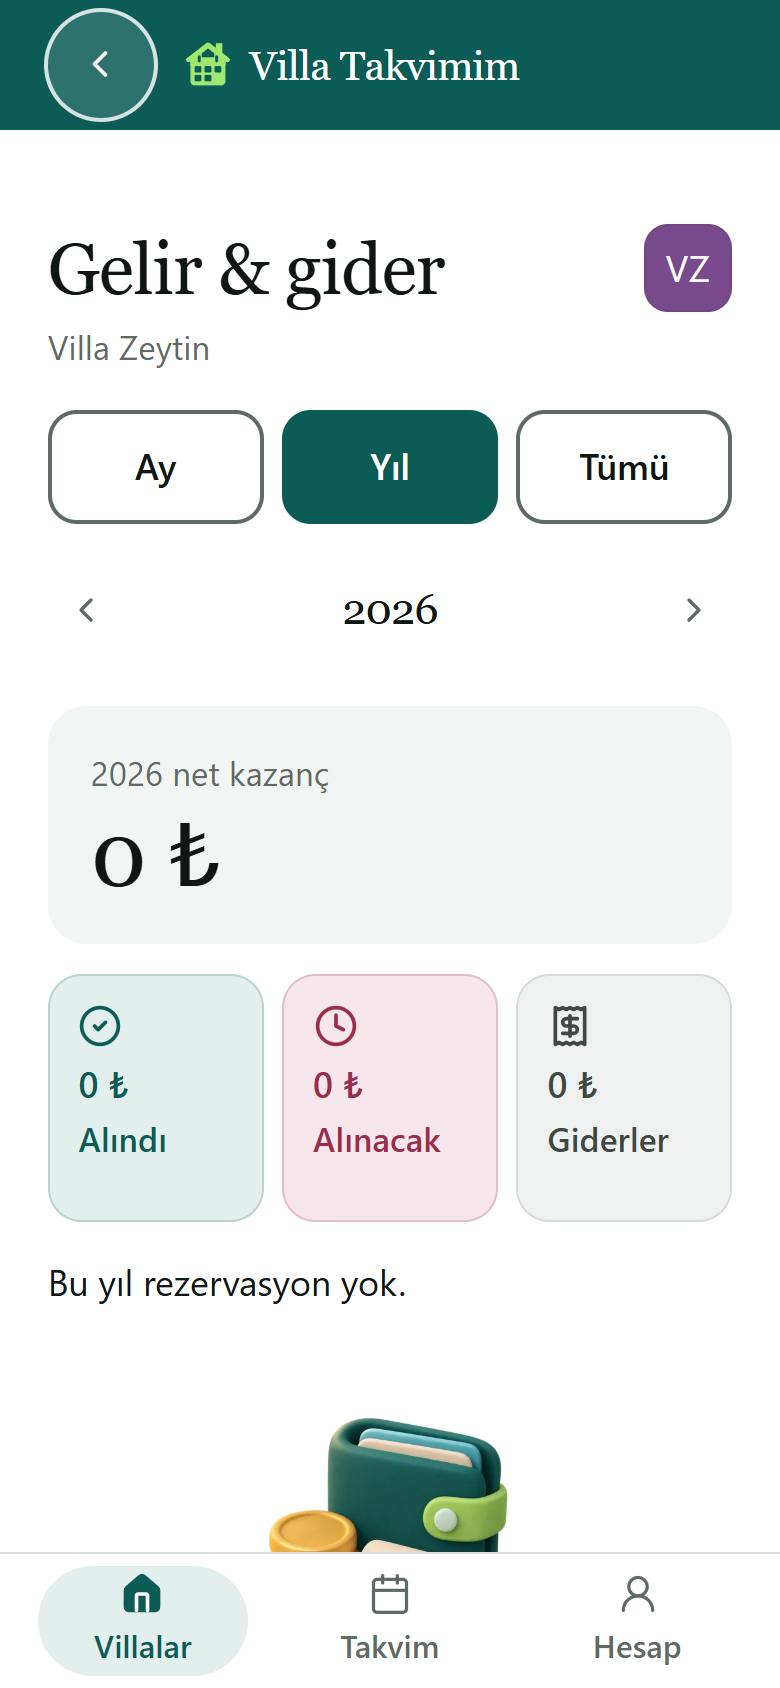 Villa Takvimim
Gelir & gider
VZ
Villa Zeytin
Ay
Yıl
Tümü
2026
2026 net kazanç
0 ₺
0 ₺
Alındı
0 ₺
Alınacak
0 ₺
Giderler
Bu yıl rezervasyon yok.
Villalar
Takvim
Hesap